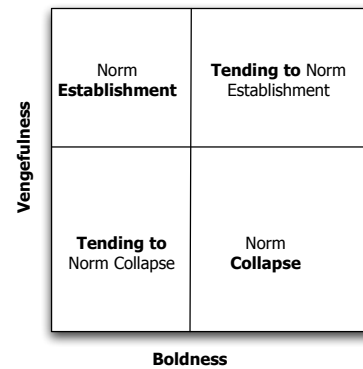 Norm
Establishment
Tending to Norm
Establishment
Vengefulness
Tending to
Norm Collapse
Norm
Collapse
Boldness